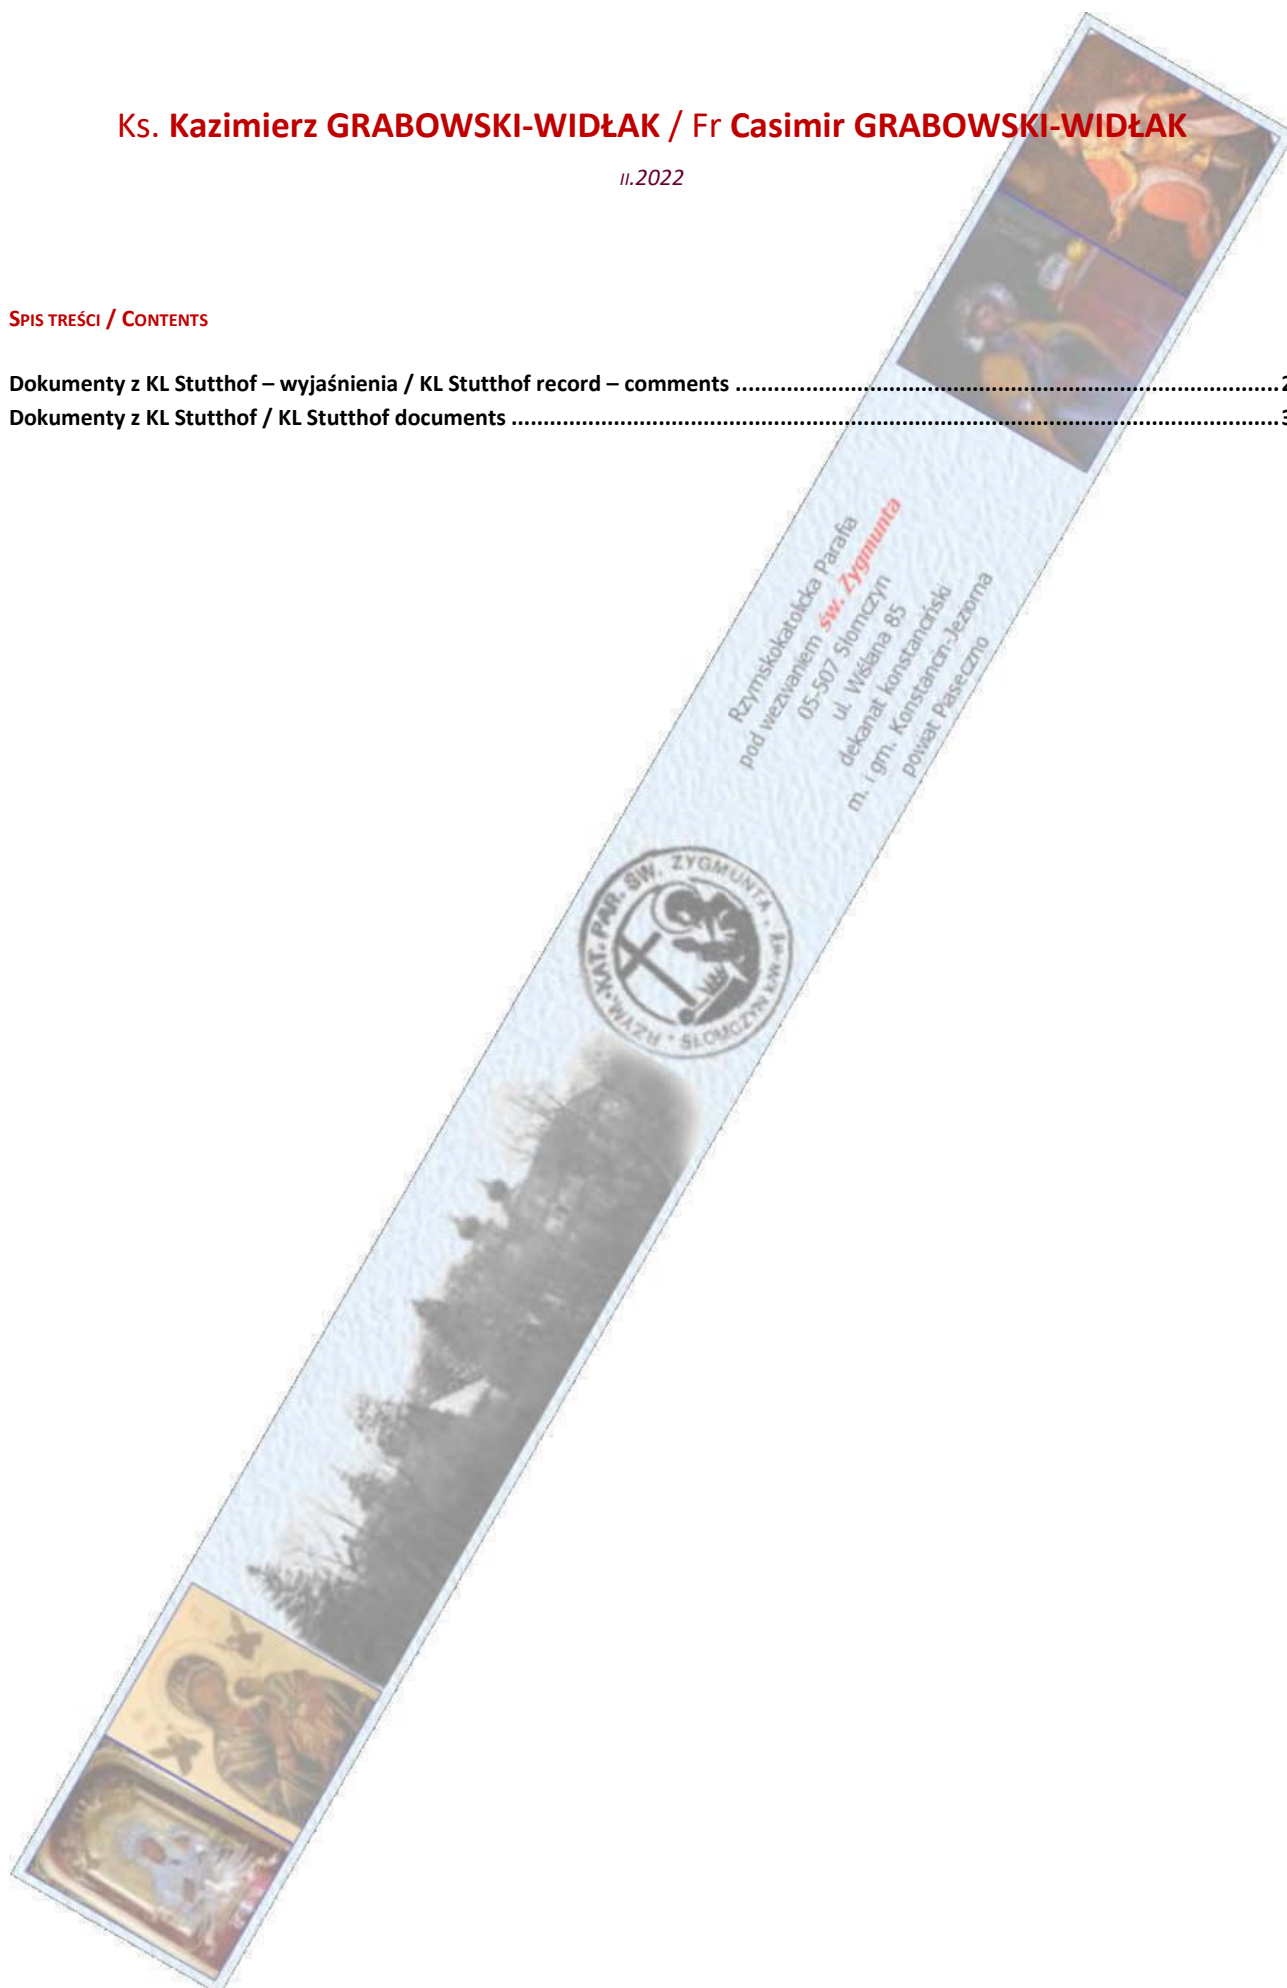 Ks. Kazimierz GRABOWSKI-WIDŁAK / Fr Casimir GRABOWSKI-WIDŁAK
II.2022
SPIS TREŚCI / CONTENTS
Dokumenty z KL Stutthof – wyjaśnienia / KL Stutthof record – comments ........................................ 2
Dokumenty z KL Stutthof / KL Stutthof documents ........................................ 3
Rzymskokatolicka Parafia
pod wezwaniem św. Zygmunta
05-507 Słomczyn
ul. Wiślana 85
dekanat konstanciński
m. i gm. Konstancin-Jeziorna
powiat Piaseczno
RZYM.-KAT. PAR. ŚW. ZYGMUNTA
SŁOMCZYN